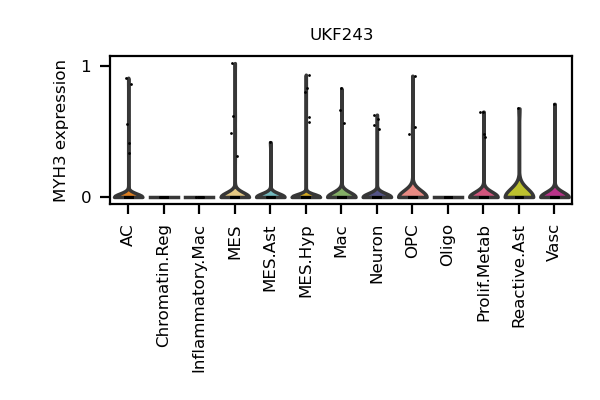 UKF243
MYH3 expression
1
0
AC
Chromatin.Reg
Inflammatory.Mac
MES
MES.Ast
MES.Hyp
Mac
Neuron
OPC
Oligo
Prolif.Metab
Reactive.Ast
Vasc